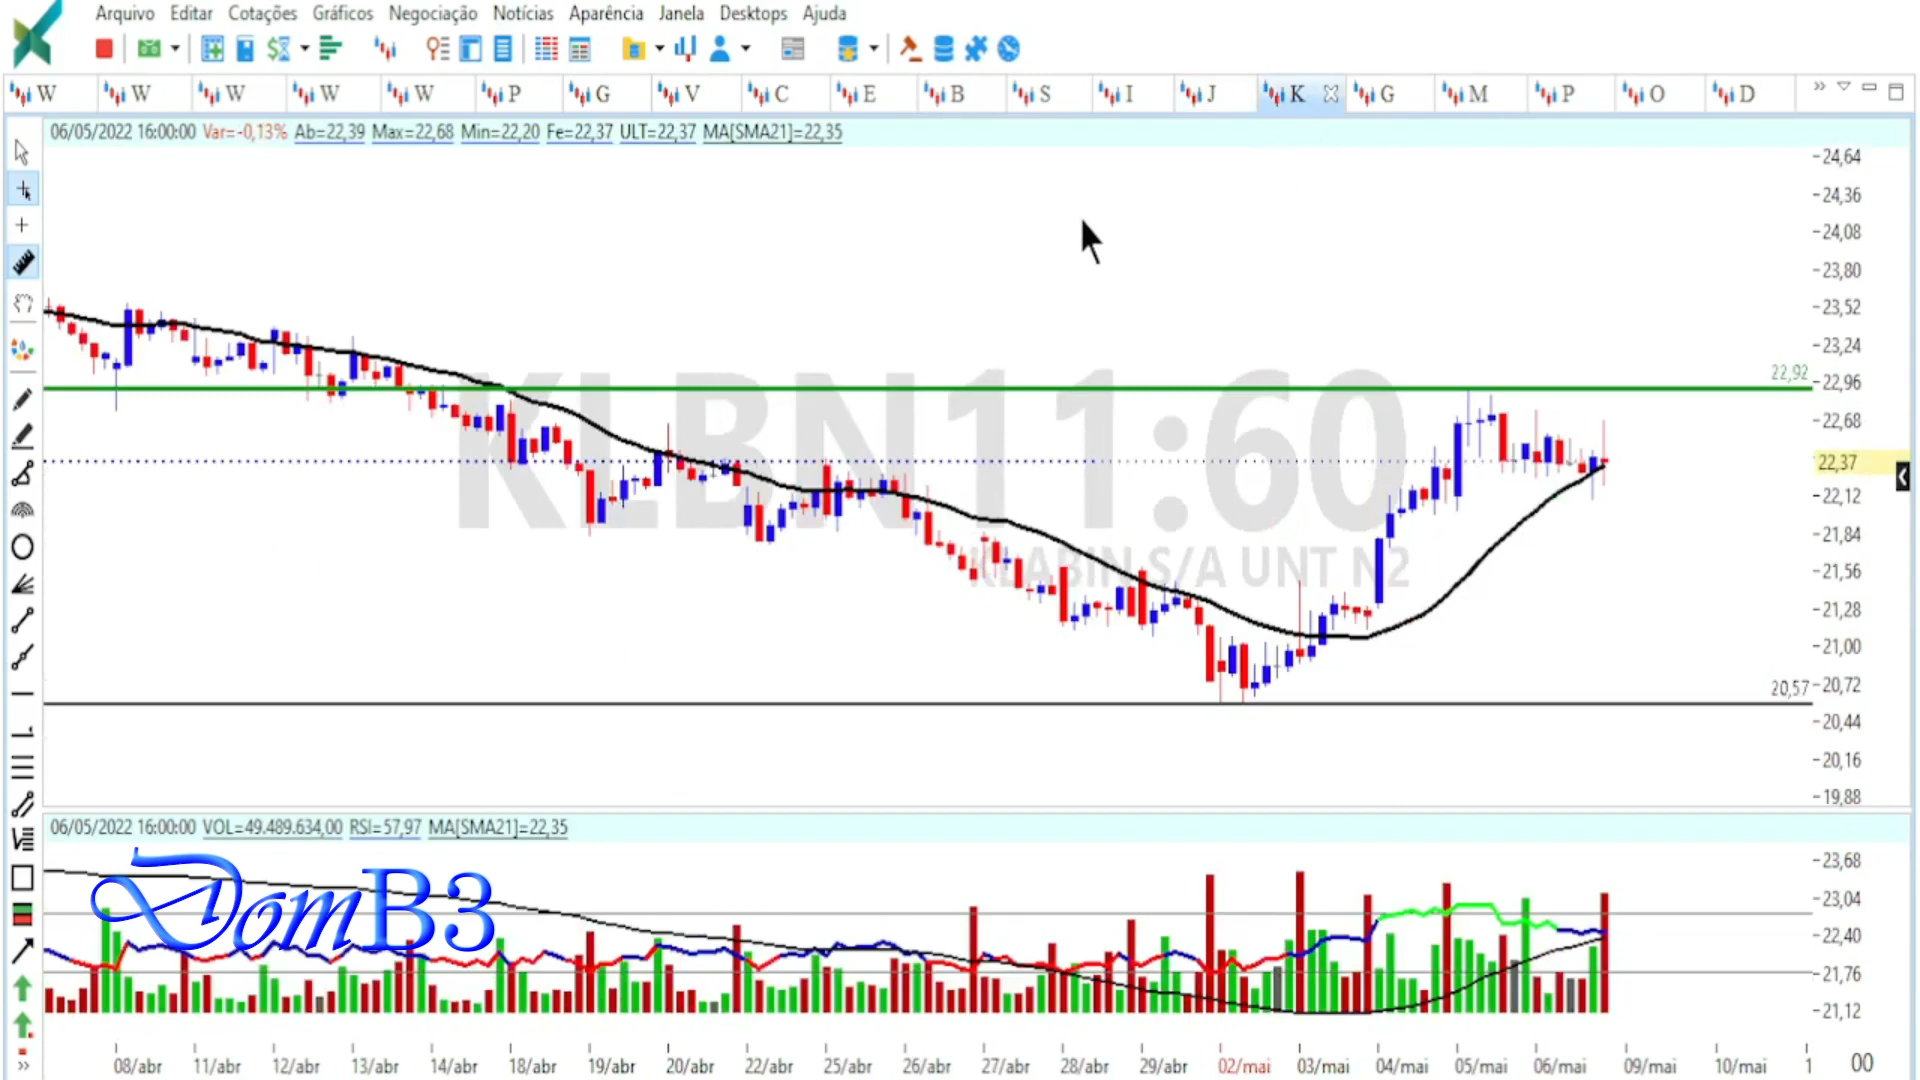 Arquivo Editar Cotações Gráficos Negociação Notícias Aparência Janela Desktops Ajuda
W W W W W P G V C E B S I J K G M P O D
06/05/2022 16:00:00 Var=-0,13% Ab=22,39 Max=22,68 Min=22,20 Fe=22,37 ULT=22,37 MA[SMA21]=22,35
24,64
24,36
24,08
23,80
23,52
23,24
22,92 22,96
22,68
22,37
22,12
21,84
21,56
21,28
21,00
20,57 20,72
20,44
20,16
19,88
KLBN11:60
KLABIN S/A UNT N2
06/05/2022 16:00:00 VOL=49.489.634,00 RSI=57,97 MA[SMA21]=22,35
DomB3
23,68
23,04
22,40
21,76
21,12
08/abr 11/abr 12/abr 13/abr 14/abr 18/abr 19/abr 20/abr 22/abr 25/abr 26/abr 27/abr 28/abr 29/abr 02/mai 03/mai 04/mai 05/mai 06/mai 09/mai 10/mai 1 00